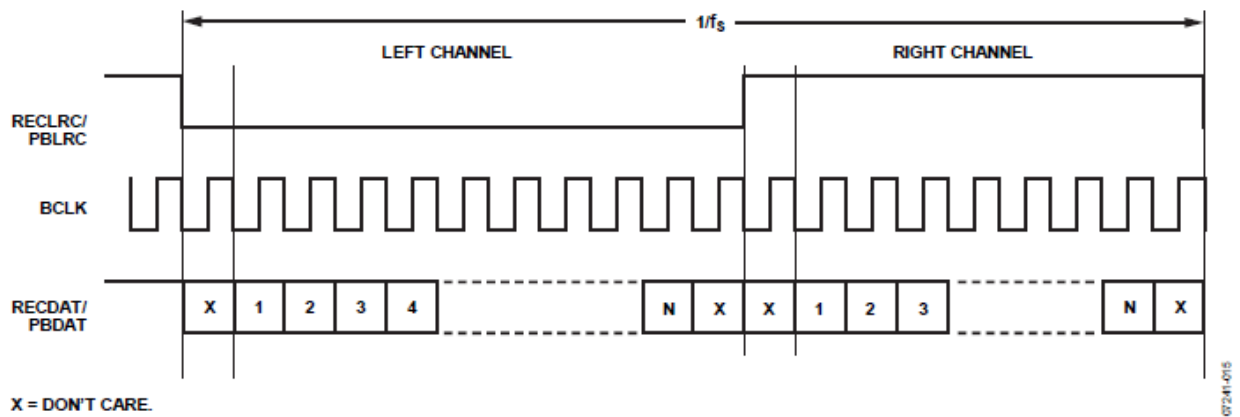 1/fS
LEFT CHANNEL
RIGHT CHANNEL
RECLRC/
PBLRC
BCLK
RECDAT/
PBDAT
X 1 2 3 4 N X X 1 2 3 N X
X = DON'T CARE.
07241-015